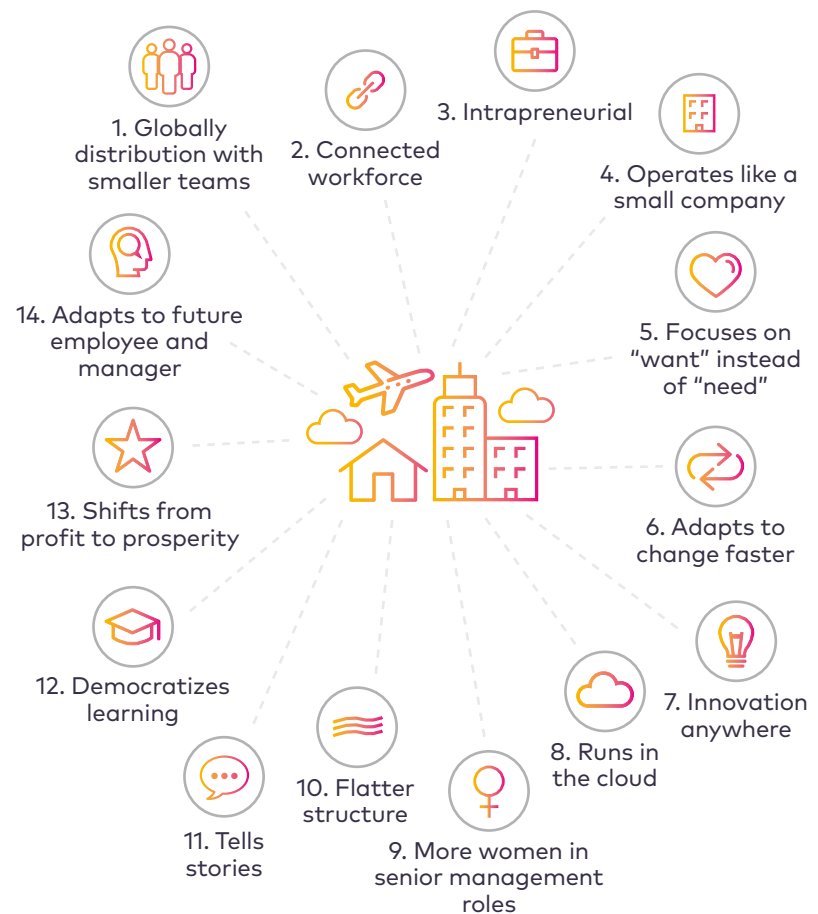 1. Globally
distribution with
smaller teams
2. Connected
workforce
3. Intrapreneurial
4. Operates like a
small company
5. Focuses on
“want” instead
of “need”
6. Adapts to
change faster
7. Innovation
anywhere
8. Runs in
the cloud
9. More women in
senior management
roles
10. Flatter
structure
11. Tells
stories
12. Democratizes
learning
13. Shifts from
profit to prosperity
14. Adapts to future
employee and
manager